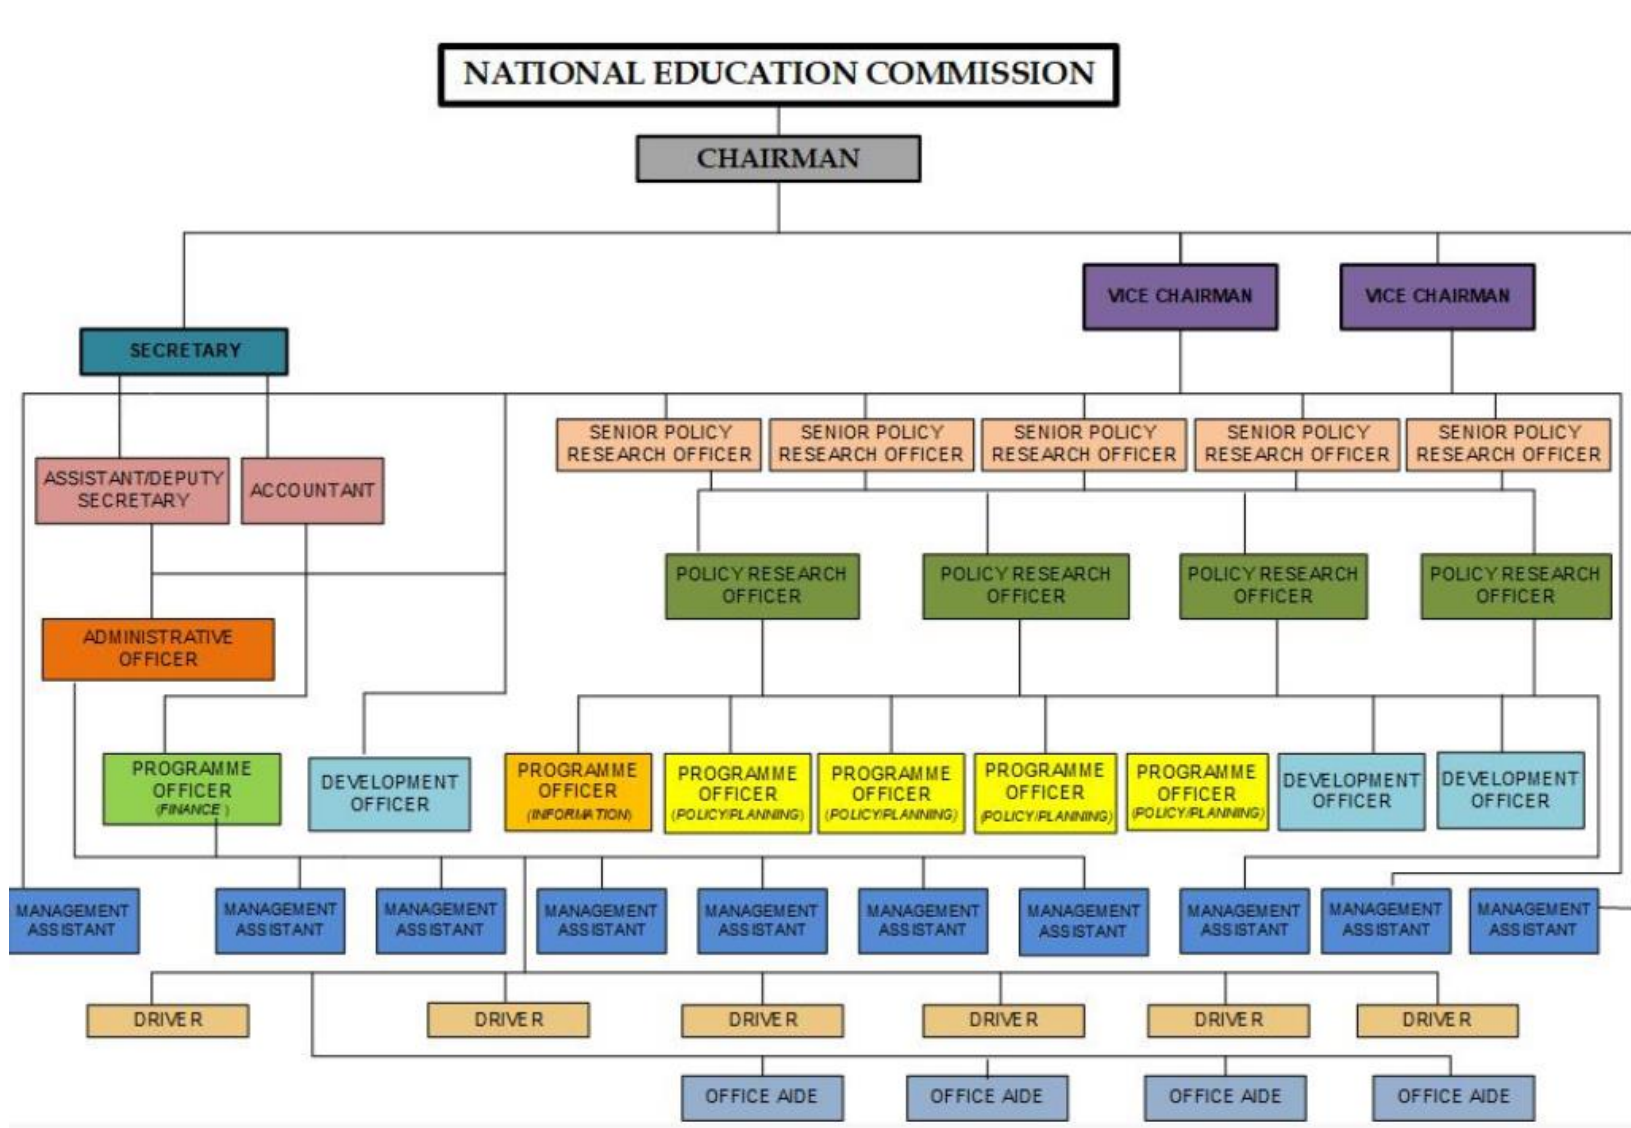 NATIONAL EDUCATION COMMISSION
CHAIRMAN
VICE CHAIRMAN
VICE CHAIRMAN
SECRETARY
SENIOR POLICY
RESEARCH OFFICER
SENIOR POLICY
RESEARCH OFFICER
SENIOR POLICY
RESEARCH OFFICER
SENIOR POLICY
RESEARCH OFFICER
SENIOR POLICY
RESEARCH OFFICER
ASSISTANT/DEPUTY
SECRETARY
ACCOUNTANT
POLICY RESEARCH
OFFICER
POLICY RESEARCH
OFFICER
POLICY RESEARCH
OFFICER
POLICY RESEARCH
OFFICER
ADMINISTRATIVE
OFFICER
PROGRAMME
OFFICER
(FINANCE )
DEVELOPMENT
OFFICER
PROGRAMME
OFFICER
(INFORMATION)
PROGRAMME
OFFICER
(POLICY/PLANNING)
PROGRAMME
OFFICER
(POLICY/PLANNING)
PROGRAMME
OFFICER
(POLICY/PLANNING)
PROGRAMME
OFFICER
(POLICY/PLANNING)
DEVELOPMENT
OFFICER
DEVELOPMENT
OFFICER
MANAGEMENT
ASSISTANT
MANAGEMENT
ASSISTANT
MANAGEMENT
ASSISTANT
MANAGEMENT
ASSISTANT
MANAGEMENT
ASSISTANT
MANAGEMENT
ASSISTANT
MANAGEMENT
ASSISTANT
MANAGEMENT
ASSISTANT
MANAGEMENT
ASSISTANT
MANAGEMENT
ASSISTANT
DRIVER
DRIVER
DRIVER
DRIVER
DRIVER
DRIVER
OFFICE AIDE
OFFICE AIDE
OFFICE AIDE
OFFICE AIDE